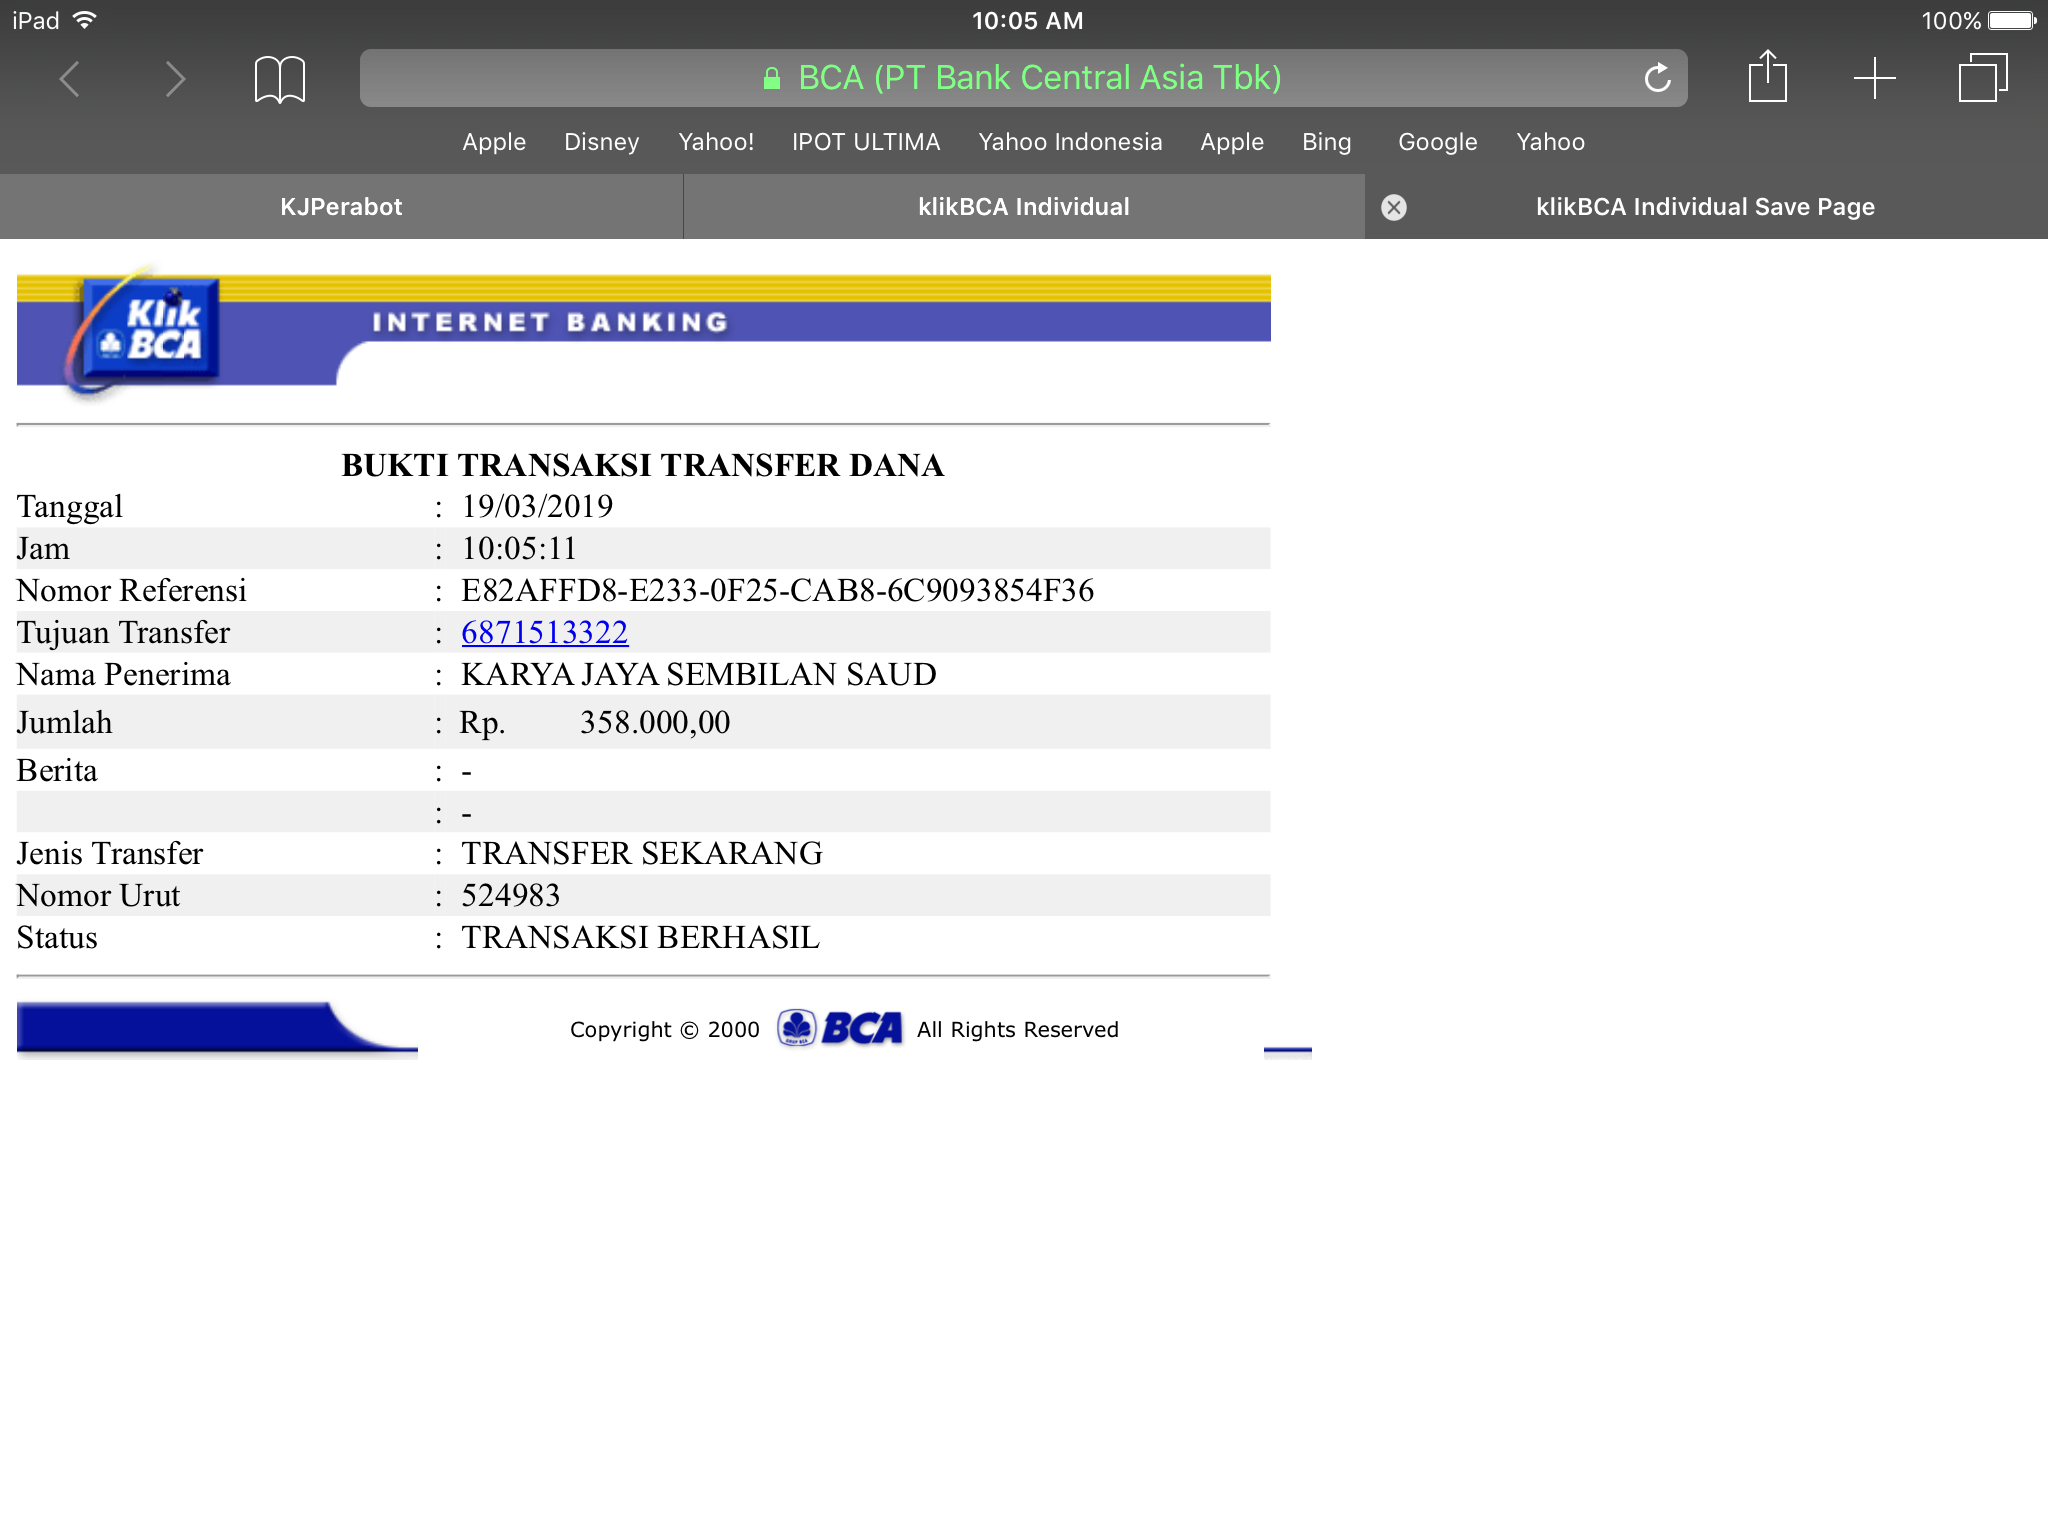 iPad 10:05 AM 100%
BCA (PT Bank Central Asia Tbk)
Apple Disney Yahoo! IPOT ULTIMA Yahoo Indonesia Apple Bing Google Yahoo
KJPerabot klikBCA Individual klikBCA Individual Save Page
Klik
BCA
INTERNET BANKING
BUKTI TRANSAKSI TRANSFER DANA
Tanggal : 19/03/2019
Jam : 10:05:11
Nomor Referensi : E82AFFD8-E233-0F25-CAB8-6C9093854F36
Tujuan Transfer : 6871513322
Nama Penerima : KARYA JAYA SEMBILAN SAUD
Jumlah : Rp. 358.000,00
Berita : -
: -
Jenis Transfer : TRANSFER SEKARANG
Nomor Urut : 524983
Status : TRANSAKSI BERHASIL
Copyright © 2000 BCA All Rights Reserved